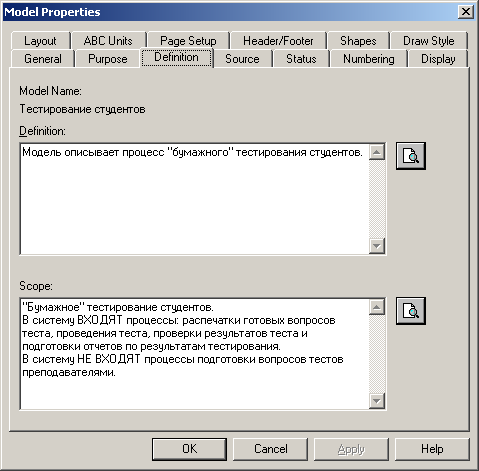 Model Properties
Layout ABC Units Page Setup Header/Footer Shapes Draw Style
General Purpose Definition Source Status Numbering Display
Model Name:
Тестирование студентов
Definition:
Модель описывает процесс "бумажного" тестирования студентов.
Scope:
"Бумажное" тестирование студентов.
В систему ВХОДЯТ процессы: распечатки готовых вопросов
теста, проведения теста, проверки результатов теста и
подготовки отчетов по результатам тестирования.
В систему НЕ ВХОДЯТ процессы подготовки вопросов тестов
преподавателями.
OK Cancel Apply Help